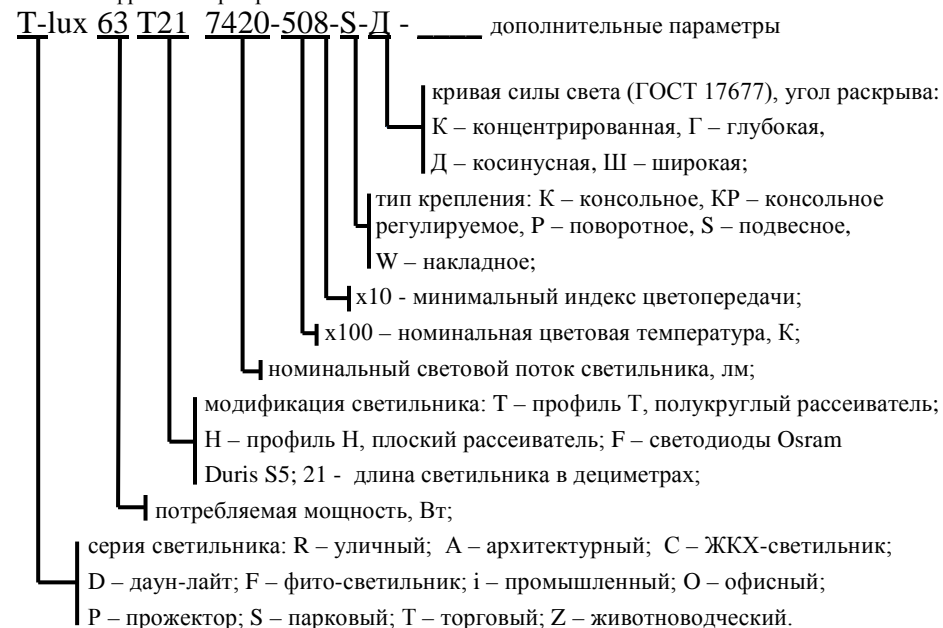 T-lux 63 T21 7420-508-S-Д - _____ дополнительные параметры
кривая силы света (ГОСТ 17677), угол раскрыва:
К – концентрированная, Г – глубокая,
Д – косинусная, Ш – широкая;
тип крепления: К – консольное, КР – консольное
регулируемое, P – поворотное, S – подвесное,
W – накладное;
х10 - минимальный индекс цветопередачи;
х100 – номинальная цветовая температура, К;
номинальный световой поток светильника, лм;
модификация светильника: Т – профиль Т, полукруглый рассеиватель;
Н – профиль Н, плоский рассеиватель; F – светодиоды Osram
Duris S5; 21 - длина светильника в дециметрах;
потребляемая мощность, Вт;
серия светильника: R – уличный; A – архитектурный; C – ЖКХ-светильник;
D – даун-лайт; F – фито-светильник; i – промышленный; O – офисный;
P – прожектор; S – парковый; T – торговый; Z – животноводческий.